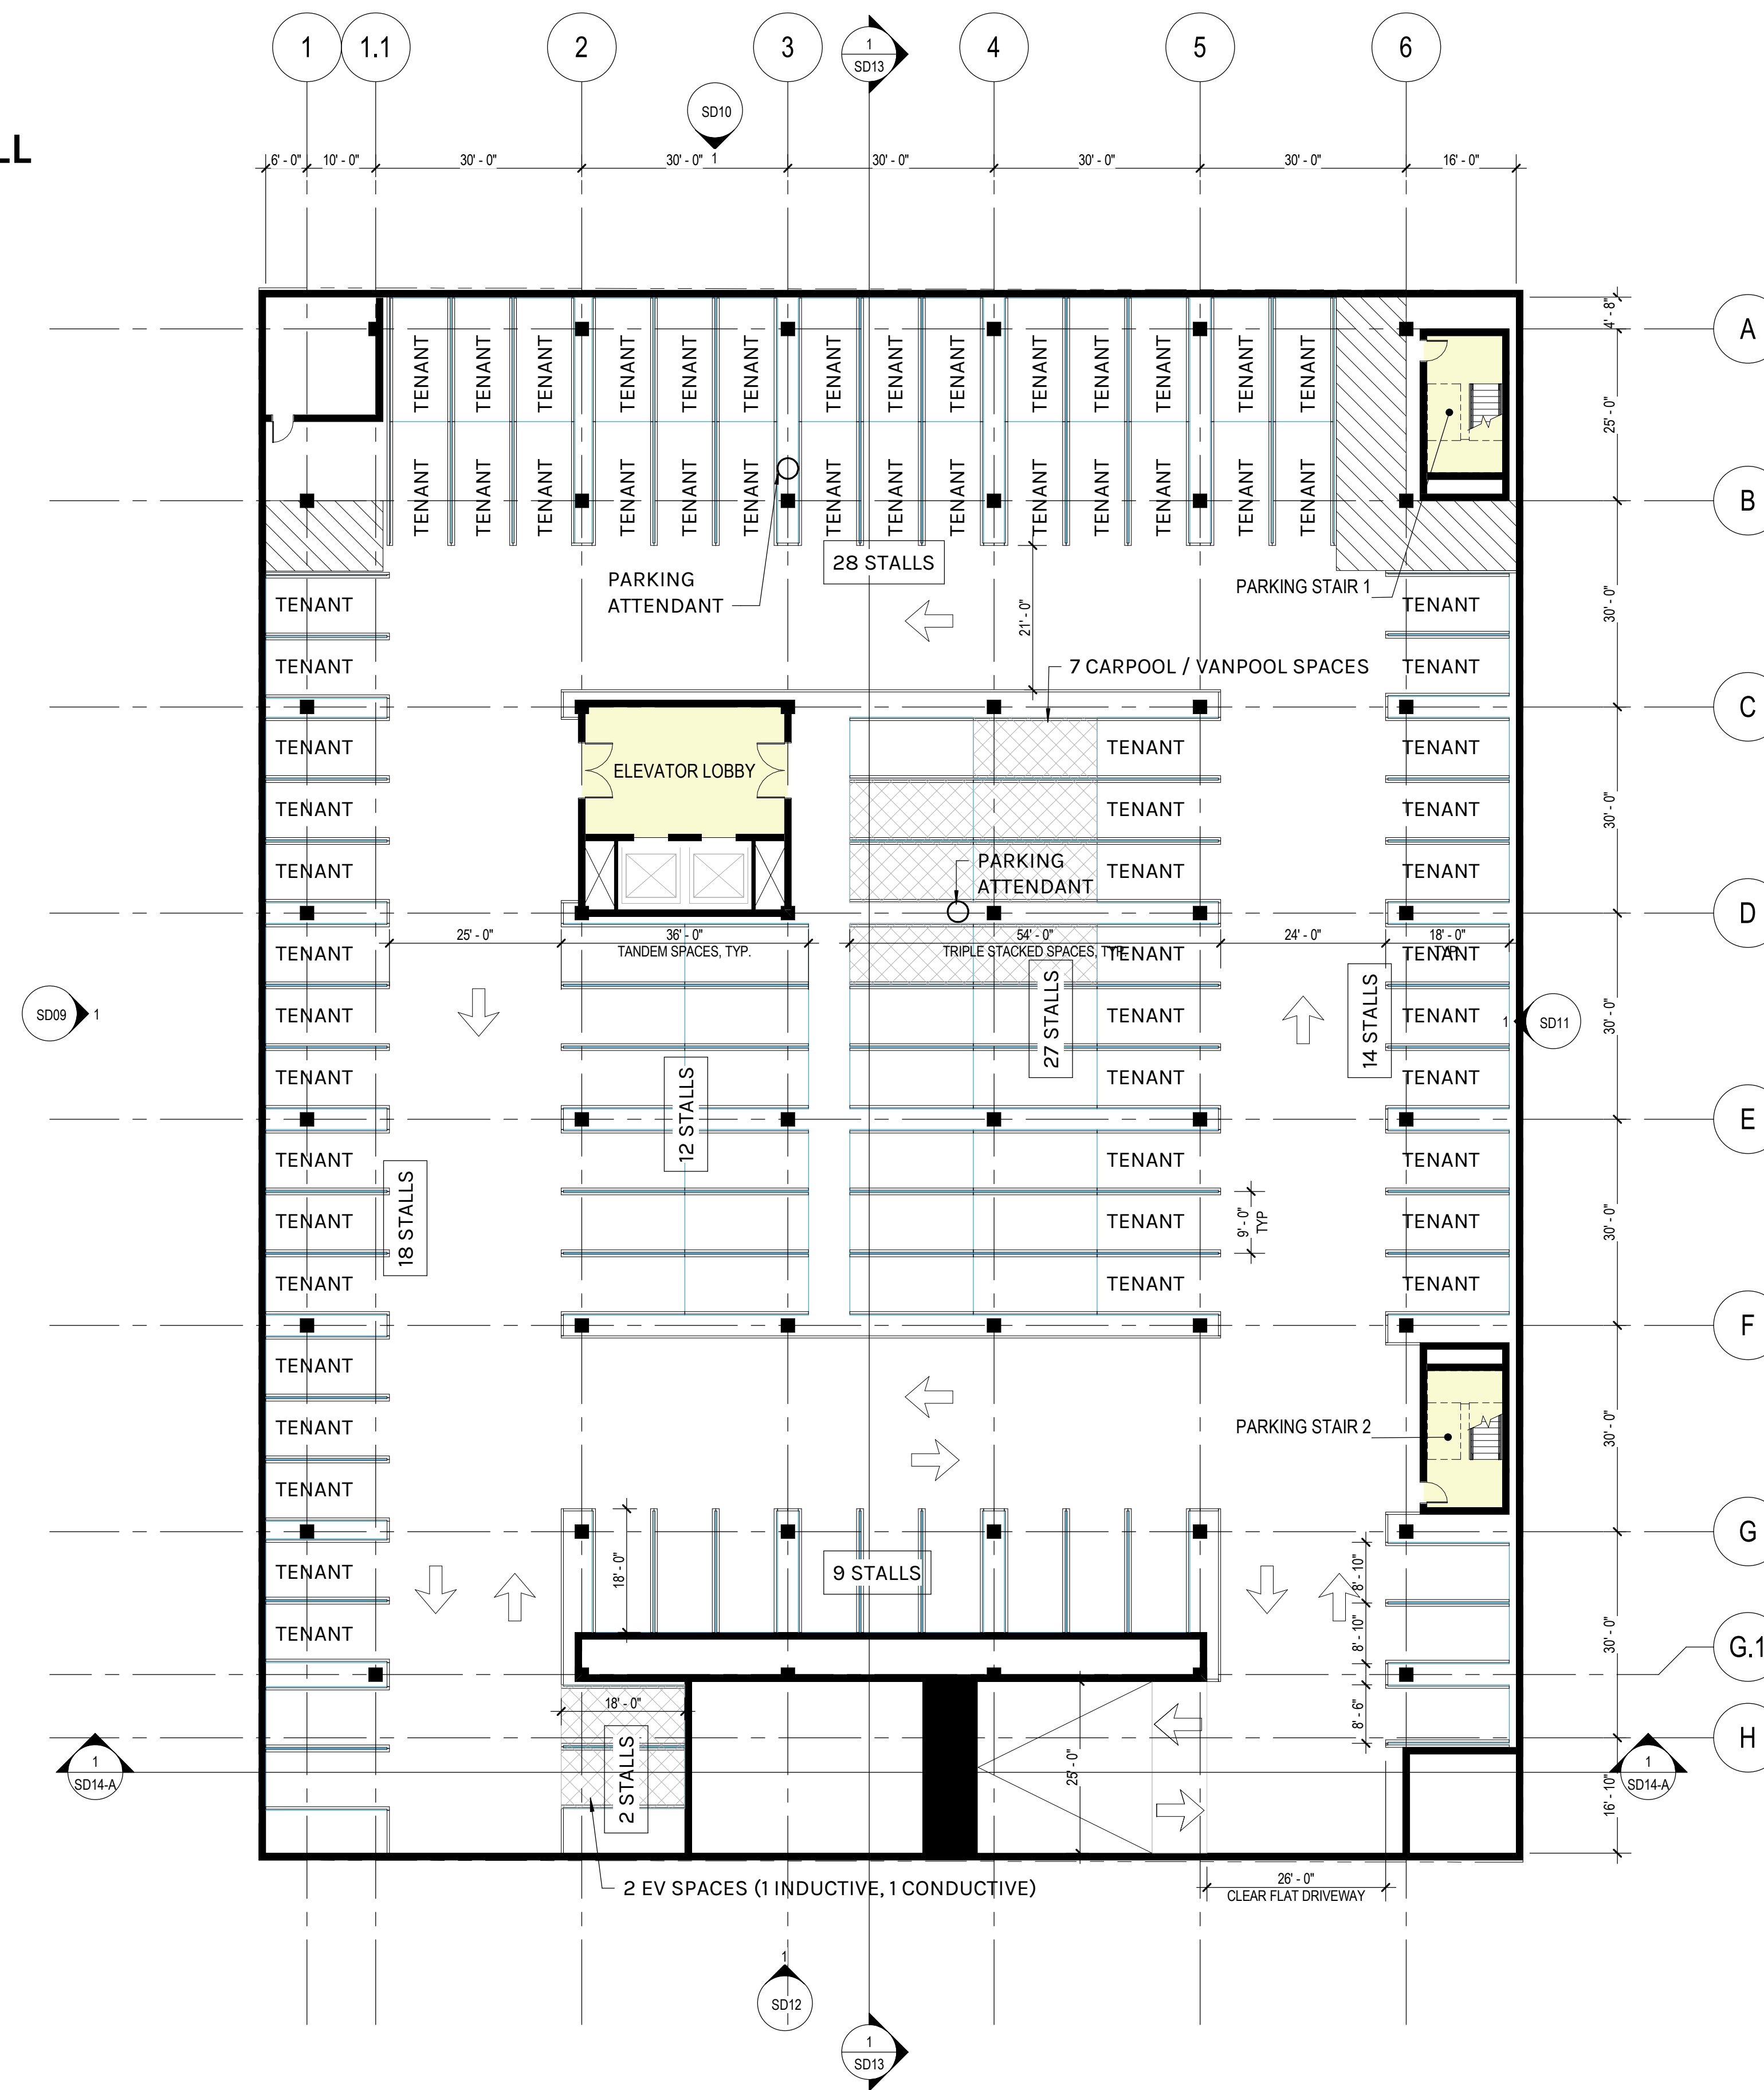 1 1.1 2 3 4 5 6
1
SD13
SD10
1
LL
6' - 0" 10' - 0" 30' - 0" 30' - 0" 30' - 0" 30' - 0" 30' - 0" 16' - 0"
4' - 8"
A
TENANT TENANT TENANT TENANT TENANT TENANT TENANT TENANT TENANT TENANT TENANT TENANT TENANT TENANT TENANT
25' - 0"
TENANT TENANT TENANT TENANT TENANT TENANT TENANT TENANT TENANT TENANT TENANT TENANT TENANT TENANT TENANT
B
28 STALLS
PARKING
ATTENDANT
PARKING STAIR 1
TENANT
TENANT
21' - 0"
30' - 0"
TENANT
7 CARPOOL / VANPOOL SPACES
TENANT
C
TENANT
TENANT
TENANT
ELEVATOR LOBBY
TENANT
TENANT
TENANT
30' - 0"
TENANT
PARKING
ATTENDANT
TENANT
TENANT
D
25' - 0"
36' - 0"
TANDEM SPACES, TYP.
54' - 0"
TRIPLE STACKED SPACES, TYP.
24' - 0"
18' - 0"
TYP.
TENANT
TENANT
TENANT
SD09
1
TENANT
27 STALLS
TENANT
14 STALLS
TENANT
30' - 0"
1
SD11
TENANT
12 STALLS
TENANT
TENANT
E
TENANT
TENANT
TENANT
18 STALLS
TENANT
TENANT
9' - 0"
TYP
TENANT
30' - 0"
TENANT
TENANT
TENANT
F
TENANT
TENANT
PARKING STAIR 2
30' - 0"
TENANT
G
18' - 0"
9 STALLS
8' - 10"
TENANT
TENANT
8' - 10"
30' - 0"
G.1
18' - 0"
2 STALLS
8' - 6"
H
25' - 0"
16' - 10"
1
SD14-A
1
SD14-A
2 EV SPACES (1 INDUCTIVE, 1 CONDUCTIVE)
26' - 0"
CLEAR FLAT DRIVEWAY
1
SD12
1
SD13